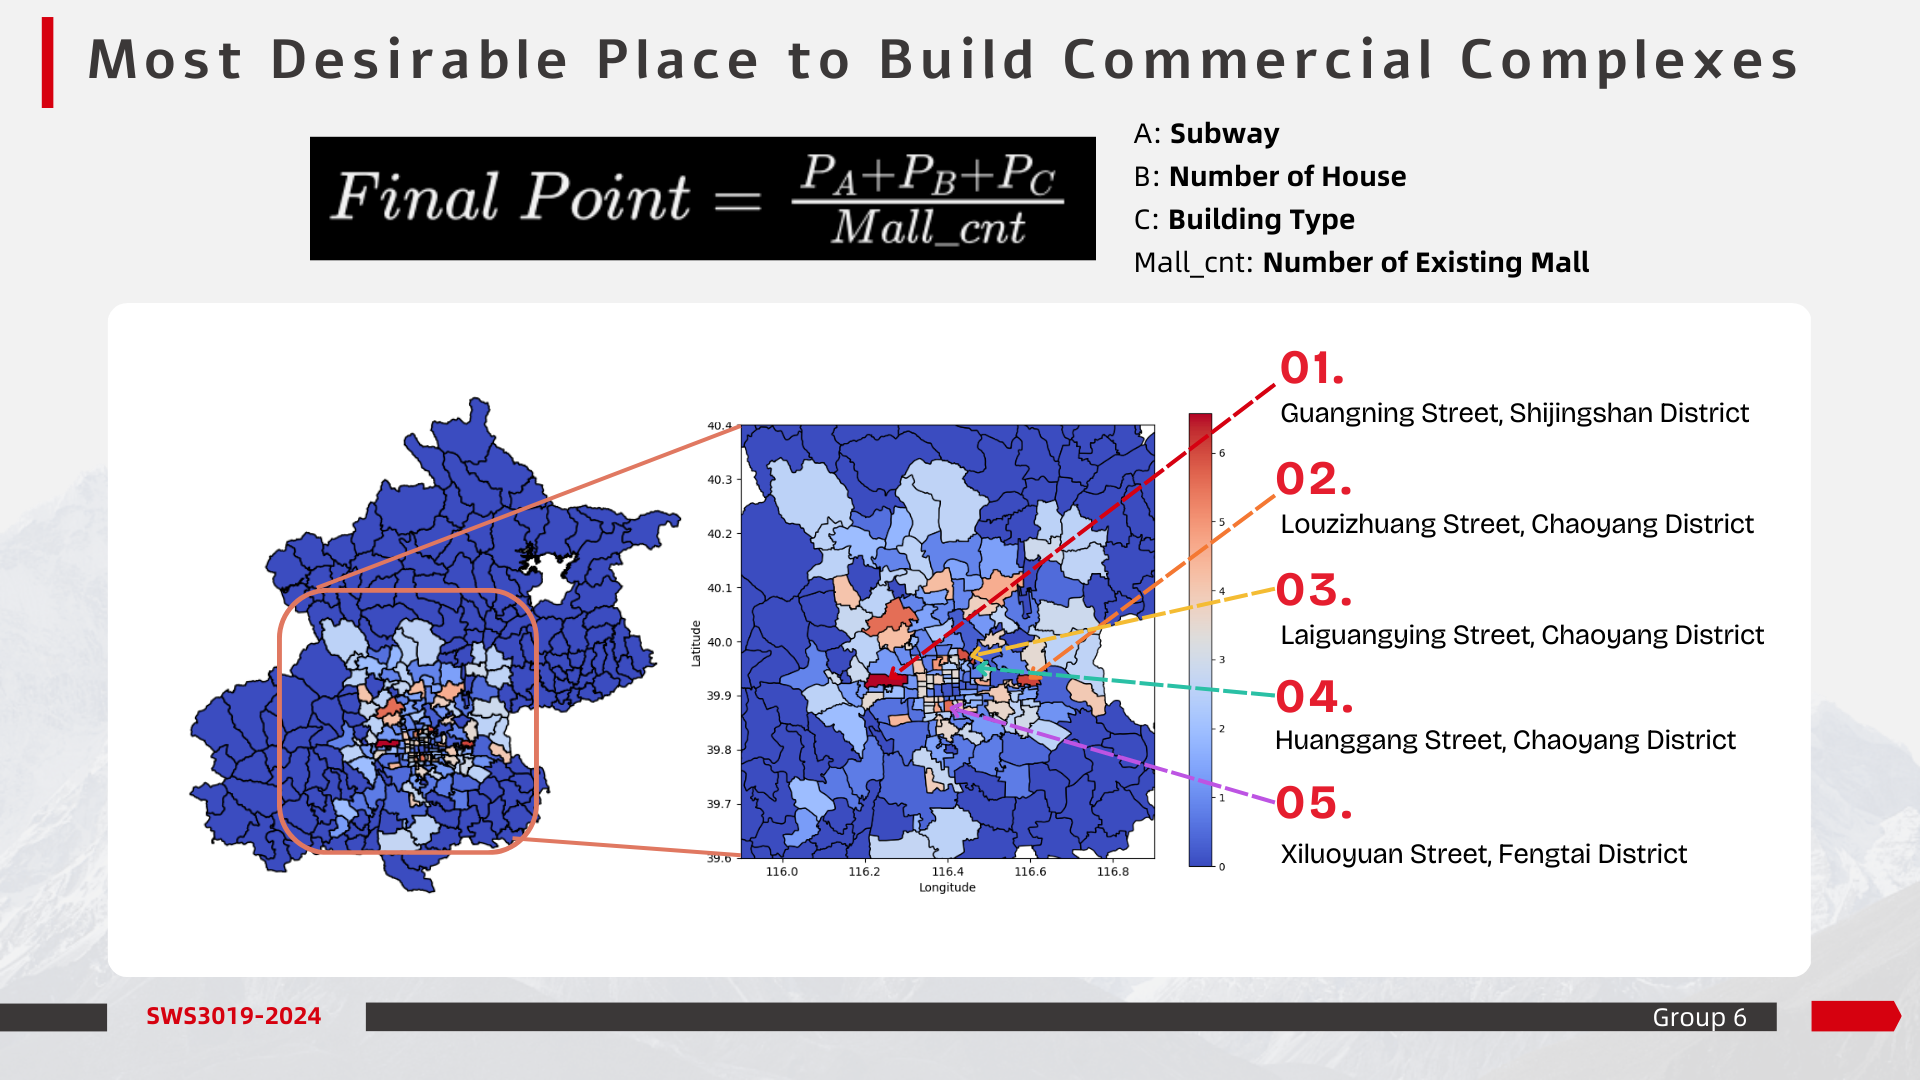 Most Desirable Place to Build Commercial Complexes
Final Point = P_A+P_B+P_C / Mall_cnt
A: Subway
B: Number of House
C: Building Type
Mall_cnt: Number of Existing Mall
01.
Guangning Street, Shijingshan District
02.
Louzizhuang Street, Chaoyang District
03.
Laiguangying Street, Chaoyang District
04.
Huanggang Street, Chaoyang District
05.
Xiluoyuan Street, Fengtai District
40.4
40.3
40.2
40.1
40.0
39.9
39.8
39.7
39.6
Latitude
116.0 116.2 116.4 116.6 116.8
Longitude
6
5
4
3
2
1
0
SWS3019-2024
Group 6